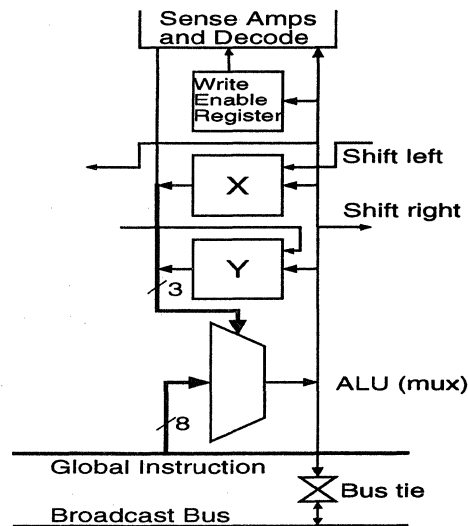 Sense Amps
and Decode
Write
Enable
Register
Shift left
X
Shift right
Y
3
ALU (mux)
8
Global Instruction
Bus tie
Broadcast Bus